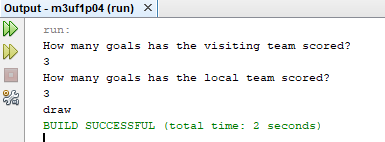 Output - m3uf1p04 (run)
run:
How many goals has the visiting team scored?
3
How many goals has the local team scored?
3
draw
BUILD SUCCESSFUL (total time: 2 seconds)